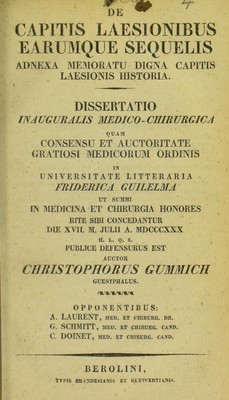 4
DE
CAPITIS LAESIONIBUS
EARUMQUE SEQUELIS
ADNEXA MEMORATU DIGNA CAPITIS
LAESIONIS HISTORIA.
DISSERTATIO
INAUGURALIS MEDICO-CHIRURGICA
QUAM
CONSENSU ET AUCTORITATE
GRATIOSI MEDICORUM ORDINIS
IN
UNIVERSITATE LITTERARIA
FRIDERICA GUILELMA
UT SUMMI
IN MEDICINA ET CHIRURGIA HONORES
RITE SIBI CONCEDANTUR
DIE XVII. M. JULII A. MDCCCXXX
H. L. Q. S.
PUBLICE DEFENSURUS EST
AUCTOR
CHRISTOPHORUS GUMMICH
GUESTPHALUS.
OPPONENTIBUS:
A. LAURENT, MED. ET CHIRURG. DR.
G. SCHMITT, MED. ET CHIRURG. CAND.
C. DOINET, MED. ET CHIRURG. CAND.
BEROLINI,
TYPIS BRANDESIANIS ET KLEWERTIANIS.